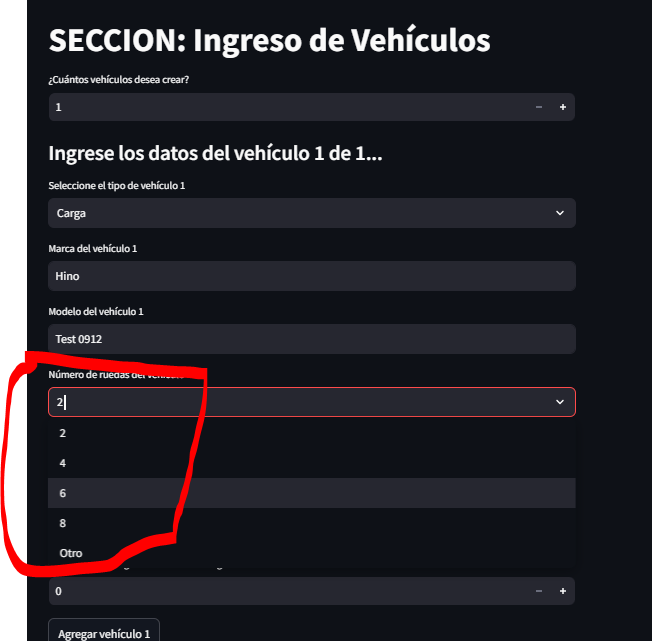 SECCION: Ingreso de Vehículos
¿Cuántos vehículos desea crear?
1
Ingrese los datos del vehículo 1 de 1...
Seleccione el tipo de vehículo 1
Carga
Marca del vehículo 1
Hino
Modelo del vehículo 1
Test 0912
Número de ruedas del
2
2
4
6
8
Otro
0
Agregar vehículo 1